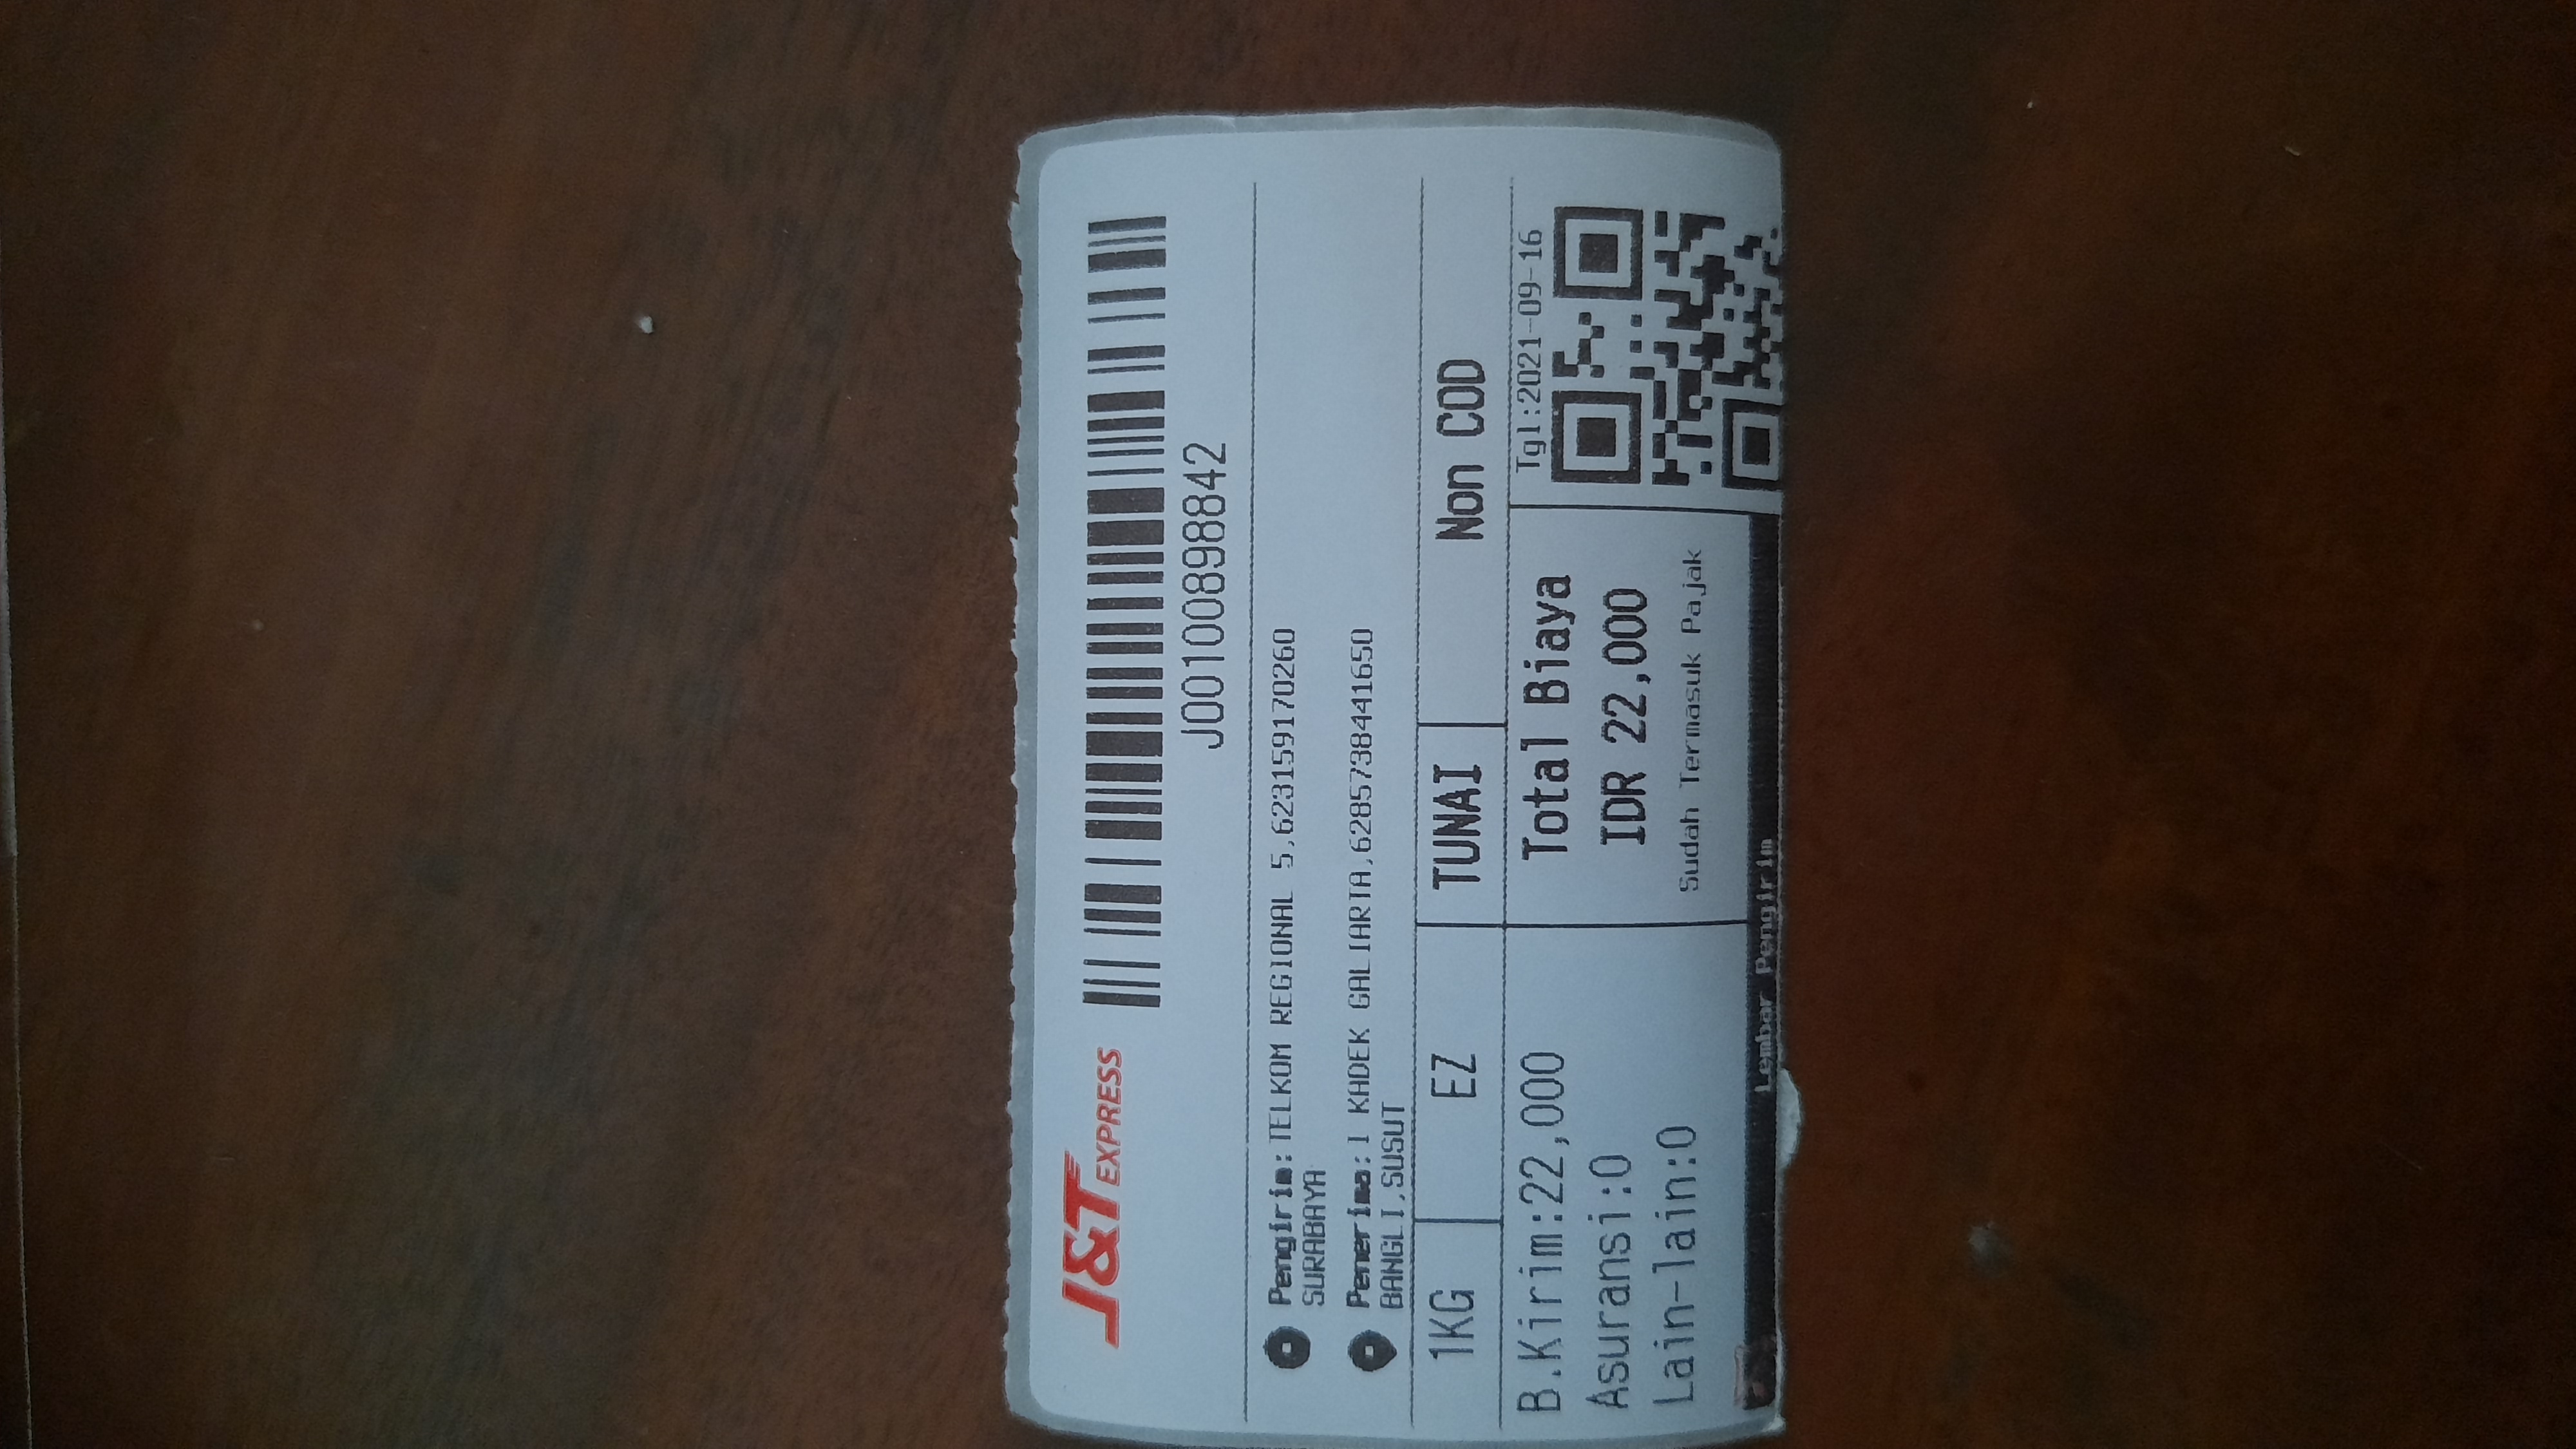 J&T EXPRESS
J00100898842
Pengirim:TELKOM REGIONAL 5,623159170260
SURABAYA
Penerima:I KADEK GALIARTA,6285738441650
BANGLI,SUSUT
1KG EZ TUNAI Non COD
B.Kirim:22,000
Asuransi:0
Lain-lain:0
Total Biaya
IDR 22,000
Sudah Termasuk Pajak
Tgl:2021-09-16
Lembar Pengirim